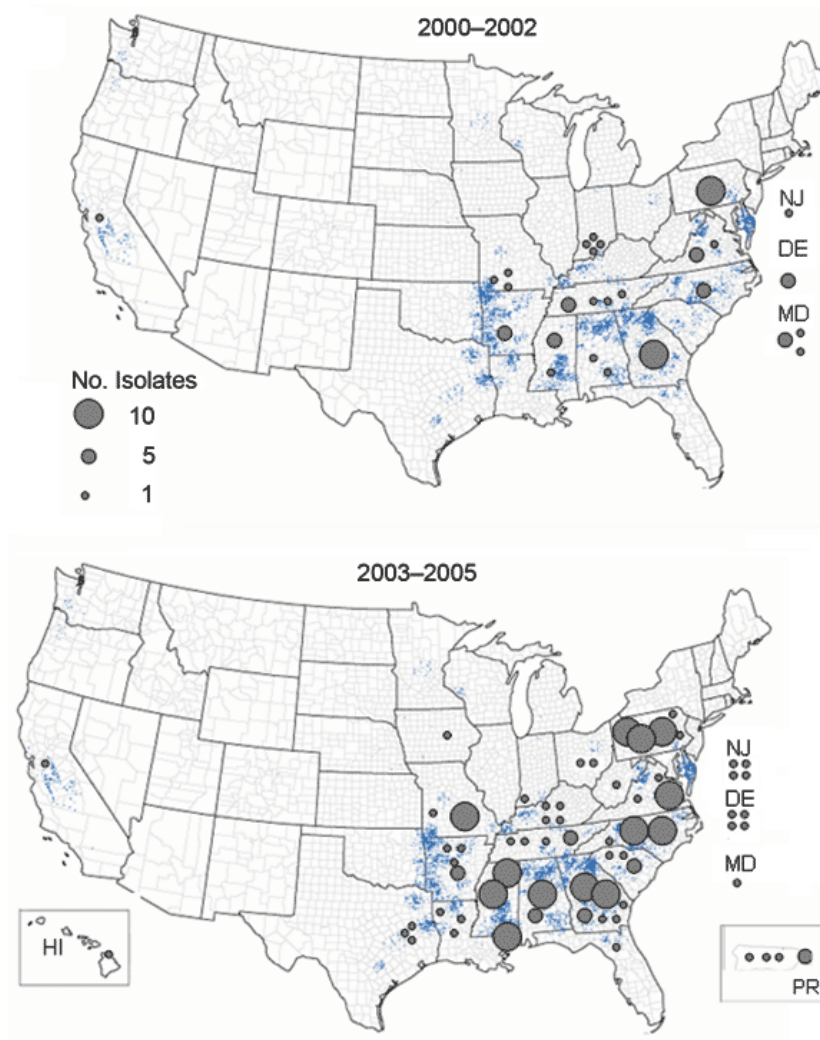 2000–2002
NJ
DE
MD
No. Isolates
10
5
1
2003–2005
NJ
DE
MD
HI
PR